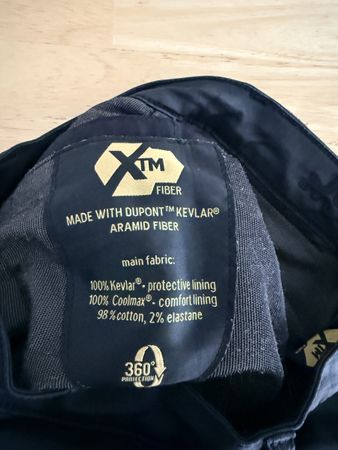 XTM
FIBER
MADE WITH DUPONT™ KEVLAR®
ARAMID FIBER
main fabric:
100% Kevlar® - protective lining
100% Coolmax® - comfort lining
98% cotton, 2% elastane
360°
PROTECTION